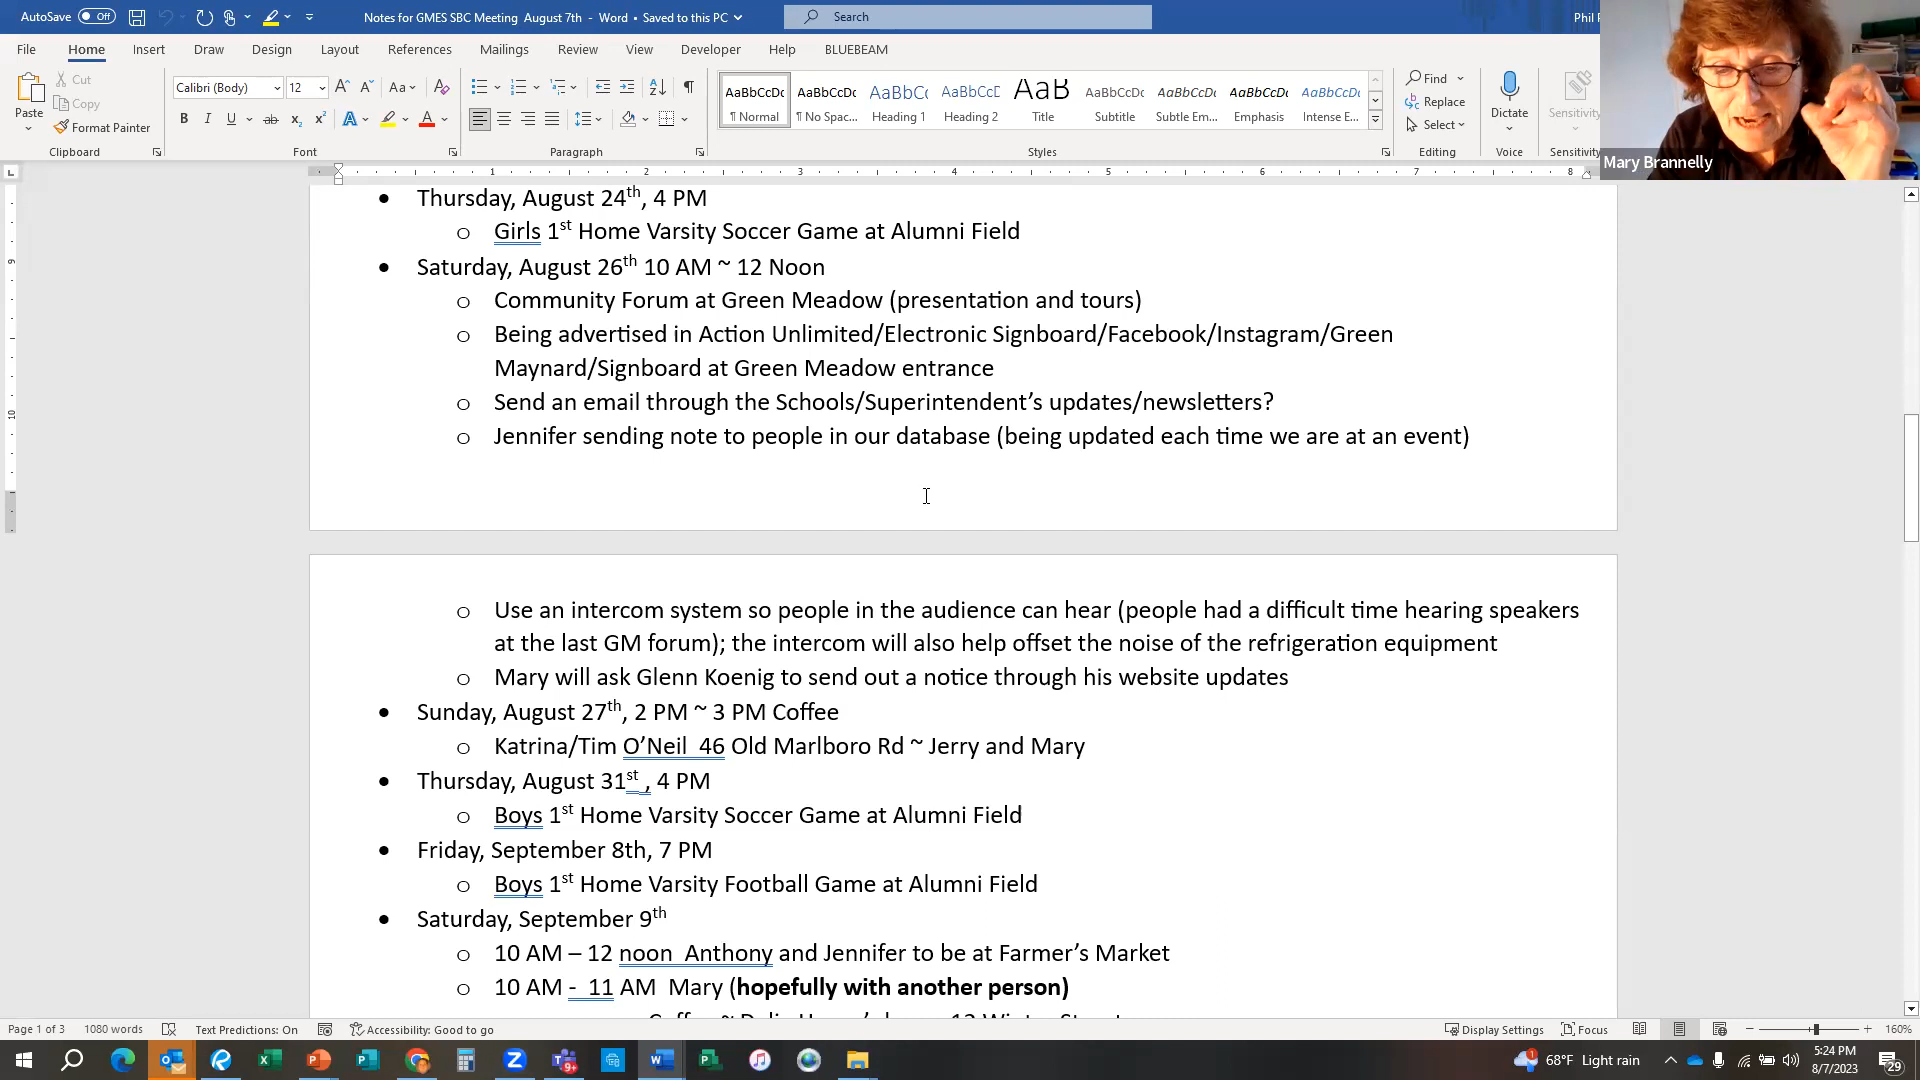 AutoSave Off Notes for GMES SBC Meeting August 7th - Word • Saved to this PC Search Phil
File Home Insert Draw Design Layout References Mailings Review View Developer Help BLUEBEAM
Cut
Copy
Format Painter
Paste
Calibri (Body) 12
AaBbCcDc AaBbCcDc AaBbCc AaBbCcD AaB AaBbCcDc AaBbCcDc AaBbCcDc AaBbCcDc
¶ Normal ¶ No Spac... Heading 1 Heading 2 Title Subtitle Subtle Em... Emphasis Intense E...
Find
Replace
Select
Dictate
Sensitivity
Clipboard Font Paragraph Styles Editing Voice Sensitivity
Mary Brannelly
1 2 3 4 5 6 7 8
• Thursday, August 24th, 4 PM
o Girls 1st Home Varsity Soccer Game at Alumni Field
• Saturday, August 26th 10 AM ~ 12 Noon
o Community Forum at Green Meadow (presentation and tours)
o Being advertised in Action Unlimited/Electronic Signboard/Facebook/Instagram/Green
Maynard/Signboard at Green Meadow entrance
o Send an email through the Schools/Superintendent’s updates/newsletters?
o Jennifer sending note to people in our database (being updated each time we are at an event)
o Use an intercom system so people in the audience can hear (people had a difficult time hearing speakers
at the last GM forum); the intercom will also help offset the noise of the refrigeration equipment
o Mary will ask Glenn Koenig to send out a notice through his website updates
• Sunday, August 27th, 2 PM ~ 3 PM Coffee
o Katrina/Tim O’Neil 46 Old Marlboro Rd ~ Jerry and Mary
• Thursday, August 31st , 4 PM
o Boys 1st Home Varsity Soccer Game at Alumni Field
• Friday, September 8th, 7 PM
o Boys 1st Home Varsity Football Game at Alumni Field
• Saturday, September 9th
o 10 AM – 12 noon Anthony and Jennifer to be at Farmer’s Market
o 10 AM - 11 AM Mary (hopefully with another person)
Page 1 of 3 1080 words Text Predictions: On Accessibility: Good to go Display Settings Focus 160%
68°F Light rain 5:24 PM
8/7/2023 29